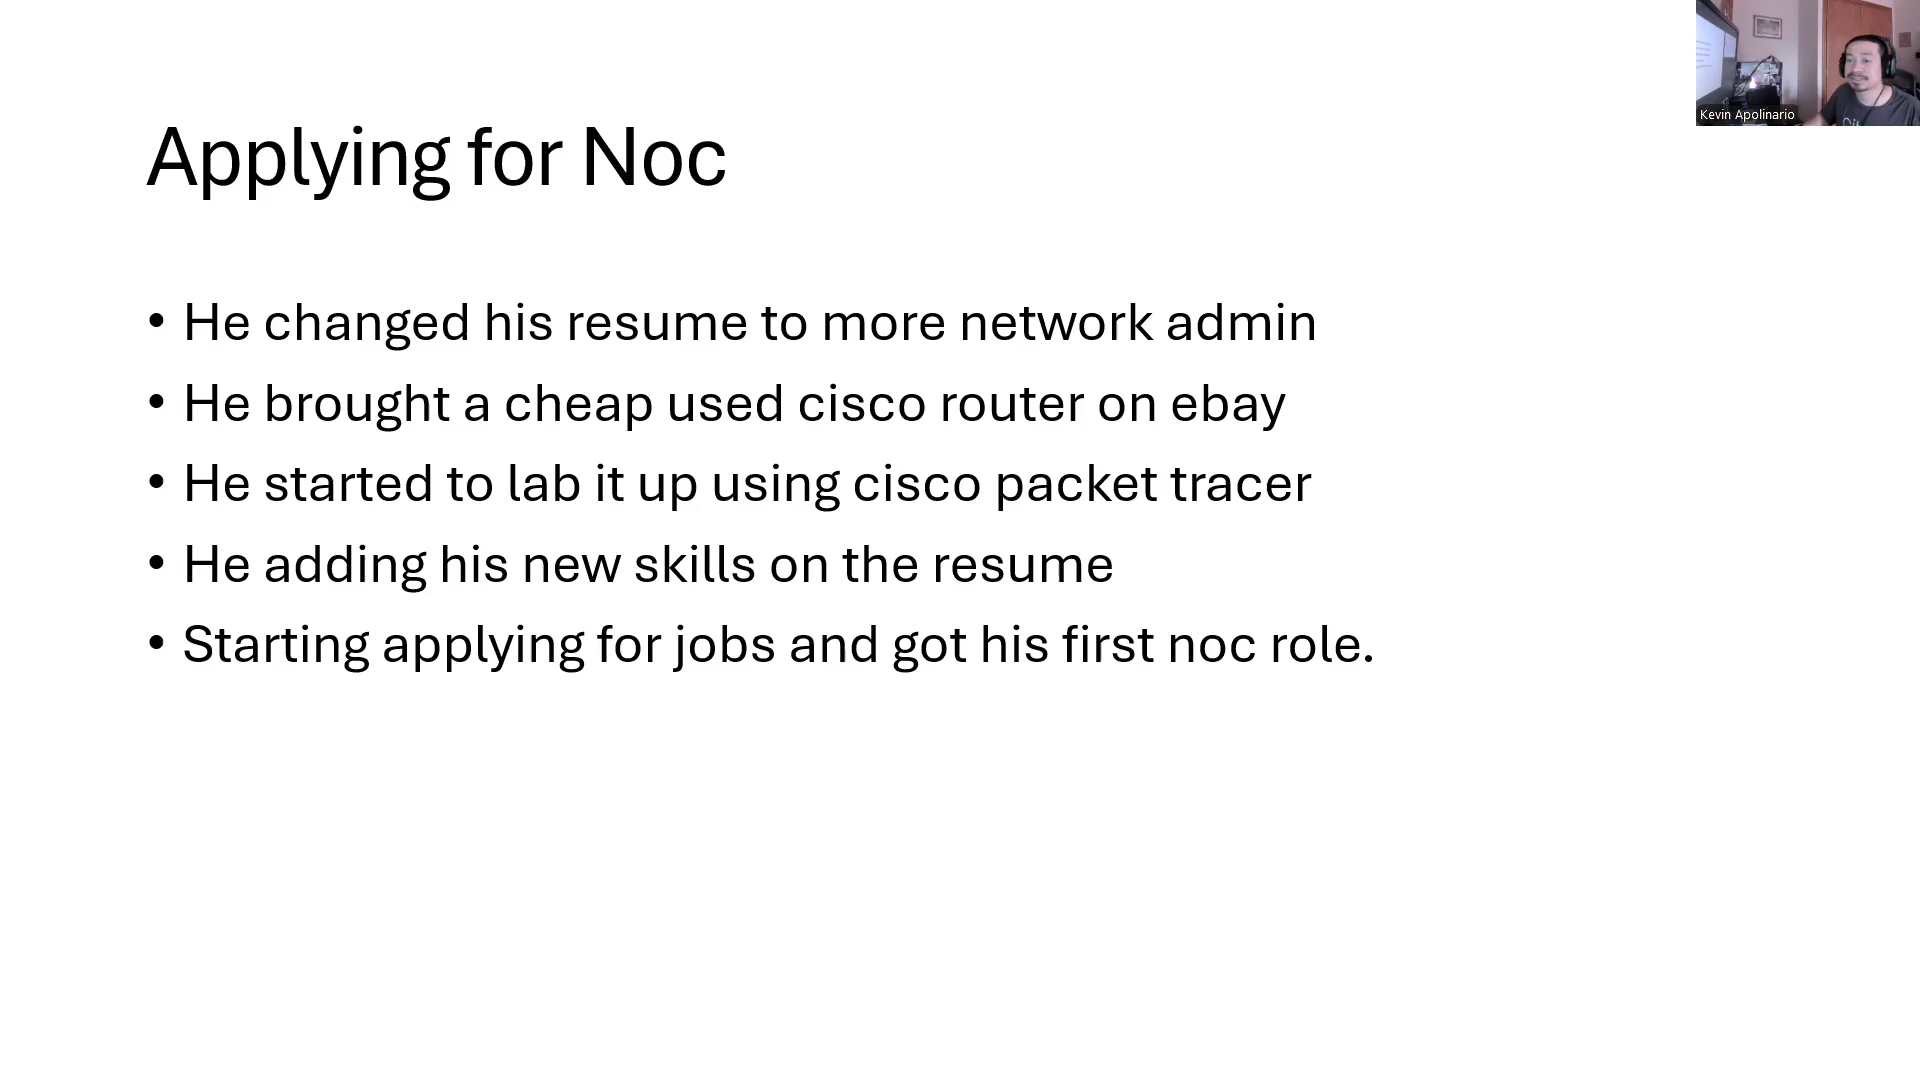 Kevin Apolinario
Applying for Noc
• He changed his resume to more network admin
• He brought a cheap used cisco router on ebay
• He started to lab it up using cisco packet tracer
• He adding his new skills on the resume
• Starting applying for jobs and got his first noc role.